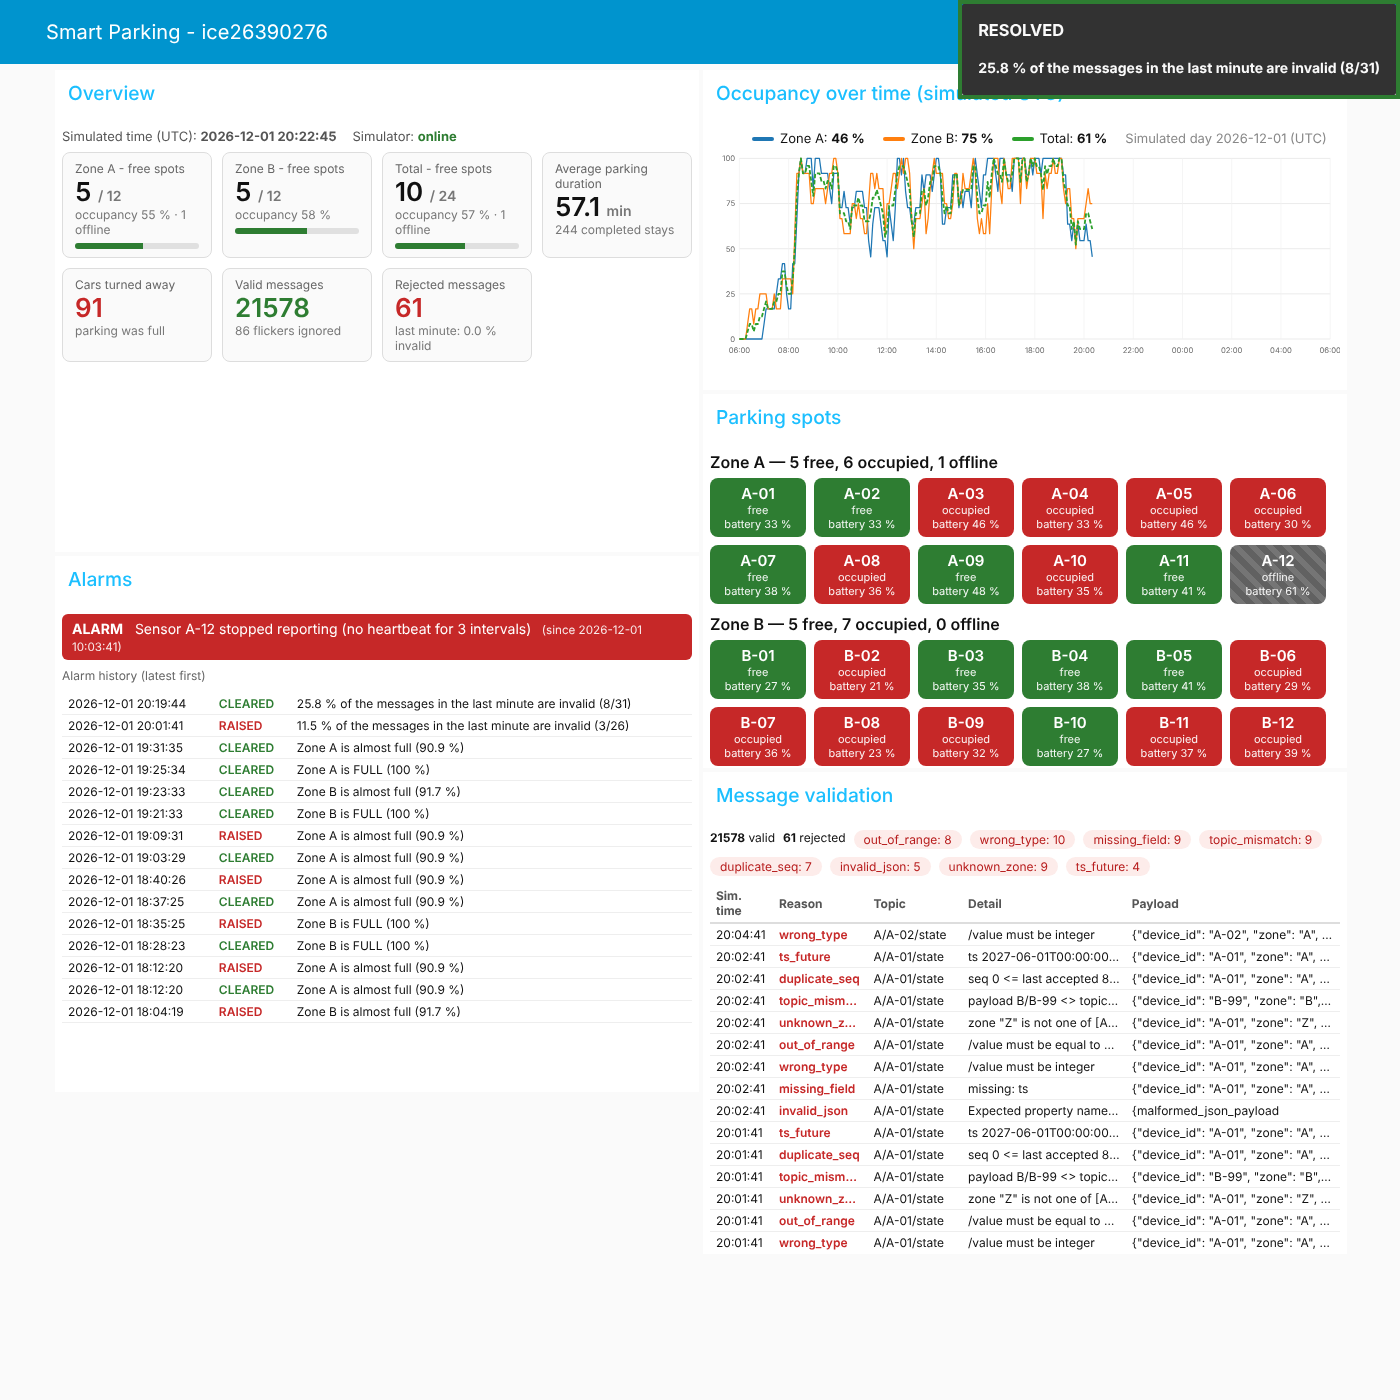 Smart Parking - ice26390276
RESOLVED
25.8 % of the messages in the last minute are invalid (8/31)
Overview
Simulated time (UTC): 2026-12-01 20:22:45 Simulator: online
Zone A - free spots
5 / 12
occupancy 55 % · 1
offline
Zone B - free spots
5 / 12
occupancy 58 %
Total - free spots
10 / 24
occupancy 57 % · 1
offline
Average parking
duration
57.1 min
244 completed stays
Cars turned away
91
parking was full
Valid messages
21578
86 flickers ignored
Rejected messages
61
last minute: 0.0 %
invalid
Alarms
ALARM Sensor A-12 stopped reporting (no heartbeat for 3 intervals) (since 2026-12-01
10:03:41)
Alarm history (latest first)
2026-12-01 20:19:44 CLEARED 25.8 % of the messages in the last minute are invalid (8/31)
2026-12-01 20:01:41 RAISED 11.5 % of the messages in the last minute are invalid (3/26)
2026-12-01 19:31:35 CLEARED Zone A is almost full (90.9 %)
2026-12-01 19:25:34 CLEARED Zone A is FULL (100 %)
2026-12-01 19:23:33 CLEARED Zone B is almost full (91.7 %)
2026-12-01 19:21:33 CLEARED Zone B is FULL (100 %)
2026-12-01 19:09:31 RAISED Zone A is almost full (90.9 %)
2026-12-01 19:03:29 CLEARED Zone A is almost full (90.9 %)
2026-12-01 18:40:26 RAISED Zone A is almost full (90.9 %)
2026-12-01 18:37:25 CLEARED Zone A is almost full (90.9 %)
2026-12-01 18:35:25 RAISED Zone B is FULL (100 %)
2026-12-01 18:28:23 CLEARED Zone B is FULL (100 %)
2026-12-01 18:12:20 RAISED Zone A is almost full (90.9 %)
2026-12-01 18:12:20 CLEARED Zone A is almost full (90.9 %)
2026-12-01 18:04:19 RAISED Zone B is almost full (91.7 %)
Occupancy over time
Zone A: 46 % Zone B: 75 % Total: 61 % Simulated day 2026-12-01 (UTC)
100
75
50
25
0
06:00 08:00 10:00 12:00 14:00 16:00 18:00 20:00 22:00 00:00 02:00 04:00 06:00
Parking spots
Zone A — 5 free, 6 occupied, 1 offline
A-01 A-02 A-03 A-04 A-05 A-06
free free occupied occupied occupied occupied
battery 33 % battery 33 % battery 46 % battery 33 % battery 46 % battery 30 %
A-07 A-08 A-09 A-10 A-11 A-12
free occupied free occupied free offline
battery 38 % battery 36 % battery 48 % battery 35 % battery 41 % battery 61 %
Zone B — 5 free, 7 occupied, 0 offline
B-01 B-02 B-03 B-04 B-05 B-06
free occupied free free free occupied
battery 27 % battery 21 % battery 35 % battery 38 % battery 41 % battery 29 %
B-07 B-08 B-09 B-10 B-11 B-12
occupied occupied occupied free occupied occupied
battery 36 % battery 23 % battery 32 % battery 27 % battery 37 % battery 39 %
Message validation
21578 valid 61 rejected out_of_range: 8 wrong_type: 10 missing_field: 9 topic_mismatch: 9
duplicate_seq: 7 invalid_json: 5 unknown_zone: 9 ts_future: 4
Sim.
time Reason Topic Detail Payload
20:04:41 wrong_type A/A-02/state /value must be integer {"device_id": "A-02", "zone": "A", ...
20:02:41 ts_future A/A-01/state ts 2027-06-01T00:00:00... {"device_id": "A-01", "zone": "A", ...
20:02:41 duplicate_seq A/A-01/state seq 0 <= last accepted 8... {"device_id": "A-01", "zone": "A", ...
20:02:41 topic_mism... A/A-01/state payload B/B-99 <> topic... {"device_id": "B-99", "zone": "B",...
20:02:41 unknown_z... A/A-01/state zone "Z" is not one of [A... {"device_id": "A-01", "zone": "Z", ...
20:02:41 out_of_range A/A-01/state /value must be equal to ... {"device_id": "A-01", "zone": "A", ...
20:02:41 wrong_type A/A-01/state /value must be integer {"device_id": "A-01", "zone": "A", ...
20:02:41 missing_field A/A-01/state missing: ts {"device_id": "A-01", "zone": "A", ...
20:02:41 invalid_json A/A-01/state Expected property name... {malformed_json_payload
20:01:41 ts_future A/A-01/state ts 2027-06-01T00:00:00... {"device_id": "A-01", "zone": "A", ...
20:01:41 duplicate_seq A/A-01/state seq 0 <= last accepted 8... {"device_id": "A-01", "zone": "A", ...
20:01:41 topic_mism... A/A-01/state payload B/B-99 <> topic... {"device_id": "B-99", "zone": "B",...
20:01:41 unknown_z... A/A-01/state zone "Z" is not one of [A... {"device_id": "A-01", "zone": "Z", ...
20:01:41 out_of_range A/A-01/state /value must be equal to ... {"device_id": "A-01", "zone": "A", ...
20:01:41 wrong_type A/A-01/state /value must be integer {"device_id": "A-01", "zone": "A", ...